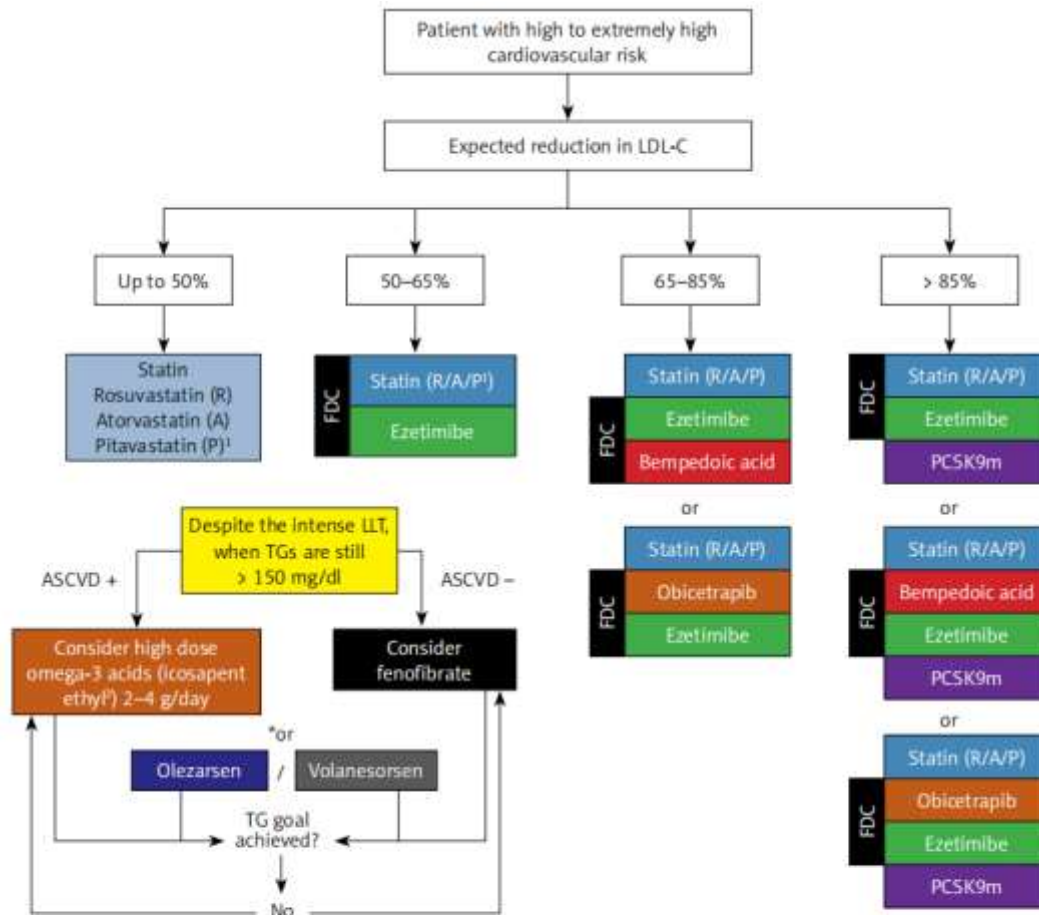 Patient with high to extremely high
cardiovascular risk
Expected reduction in LDL-C
Up to 50%
50–65%
65–85%
> 85%
Statin
Rosuvastatin (R)
Atorvastatin (A)
Pitavastatin (P)¹
FDC
Statin (R/A/P¹)
Ezetimibe
FDC
Statin (R/A/P)
Ezetimibe
Bempedoic acid
or
FDC
Statin (R/A/P)
Obicetrapib
Ezetimibe
FDC
Statin (R/A/P)
Ezetimibe
PCSK9m
or
FDC
Statin (R/A/P)
Bempedoic acid
Ezetimibe
PCSK9m
or
FDC
Statin (R/A/P)
Obicetrapib
Ezetimibe
PCSK9m
Despite the intense LLT,
when TGs are still
> 150 mg/dl
ASCVD +
ASCVD –
Consider high dose
omega-3 acids (icosapent
ethyl²) 2–4 g/day
Consider
fenofibrate
*or
Olezarsen
/
Volanesorsen
TG goal
achieved?
No